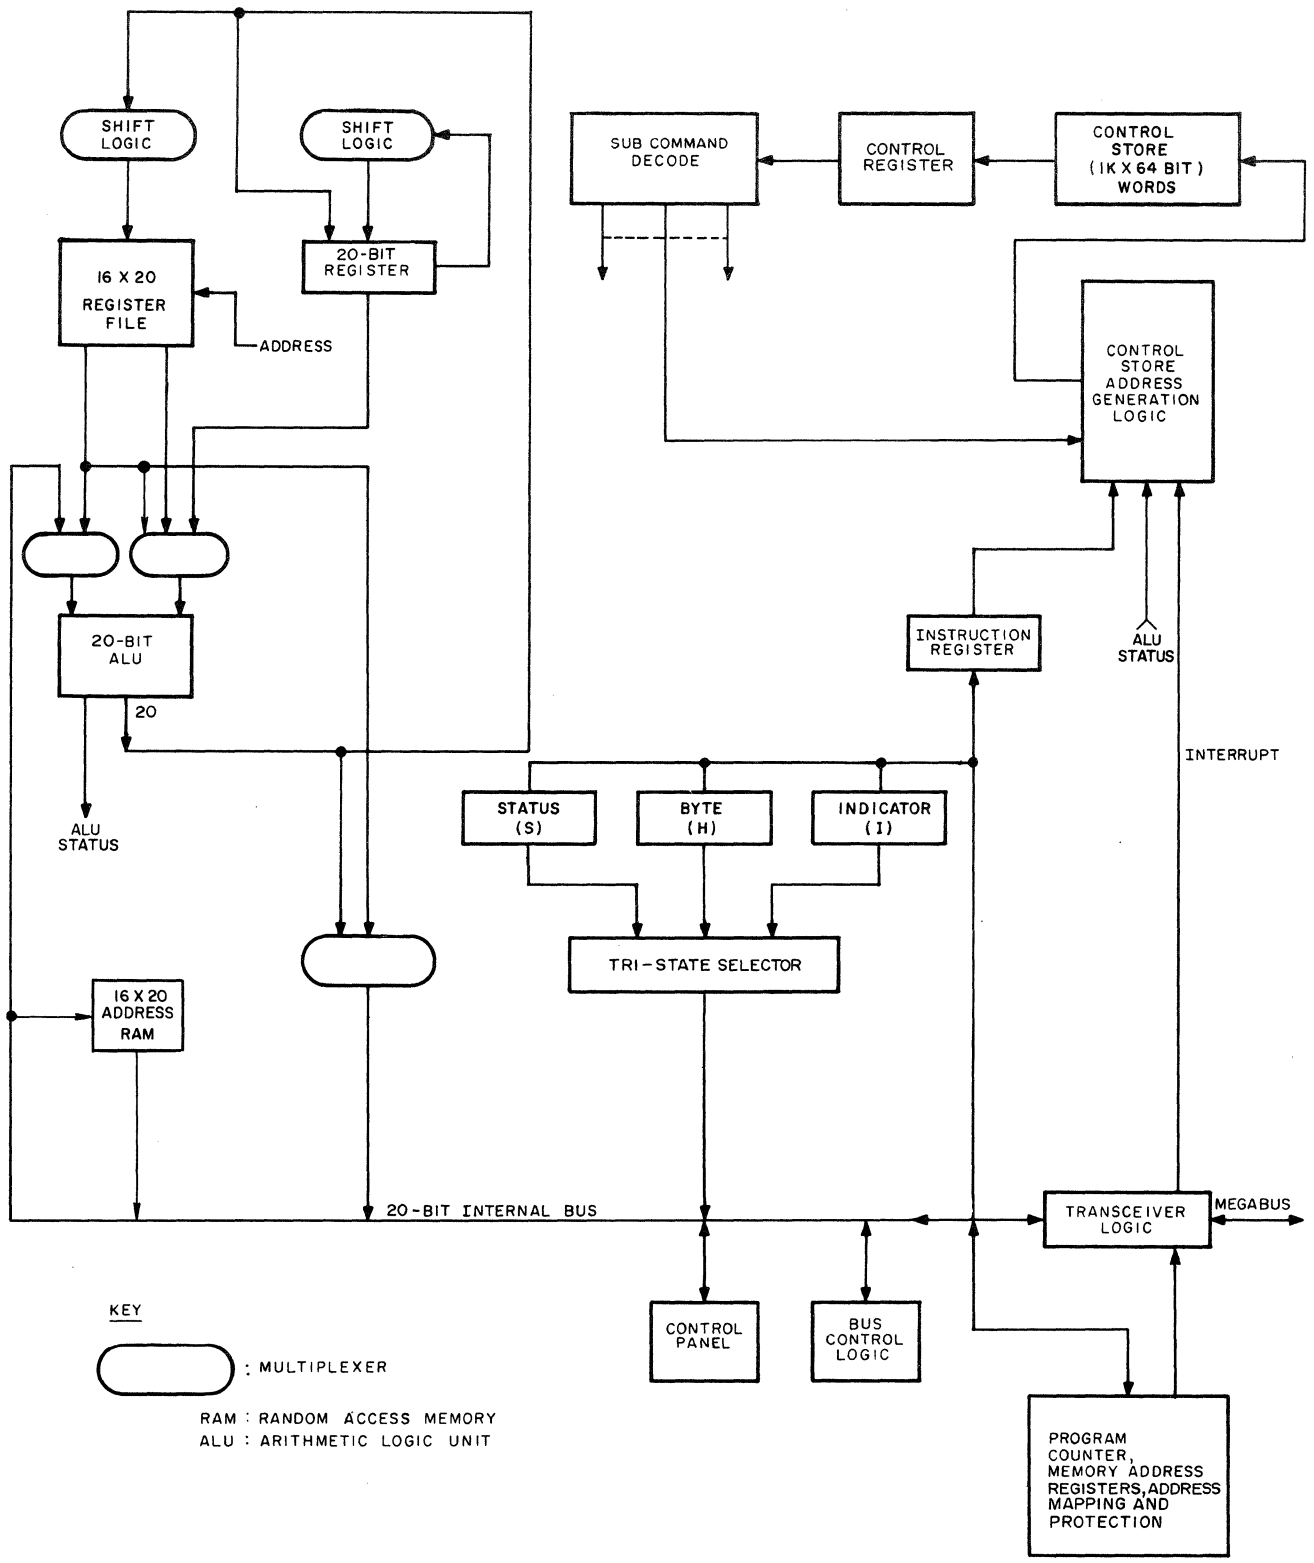 SHIFT
LOGIC
SHIFT
LOGIC
SUB COMMAND
DECODE
CONTROL
REGISTER
CONTROL
STORE
(1K X 64 BIT)
WORDS
16 X 20
REGISTER
FILE
20-BIT
REGISTER
ADDRESS
CONTROL
STORE
ADDRESS
GENERATION
LOGIC
20-BIT
ALU
20
ALU
STATUS
INSTRUCTION
REGISTER
ALU
STATUS
INTERRUPT
STATUS
(S)
BYTE
(H)
INDICATOR
(I)
TRI-STATE SELECTOR
16 X 20
ADDRESS
RAM
20-BIT INTERNAL BUS
TRANSCEIVER
LOGIC
MEGABUS
CONTROL
PANEL
BUS
CONTROL
LOGIC
KEY
: MULTIPLEXER
RAM : RANDOM ACCESS MEMORY
ALU : ARITHMETIC LOGIC UNIT
PROGRAM
COUNTER,
MEMORY ADDRESS
REGISTERS, ADDRESS
MAPPING AND
PROTECTION